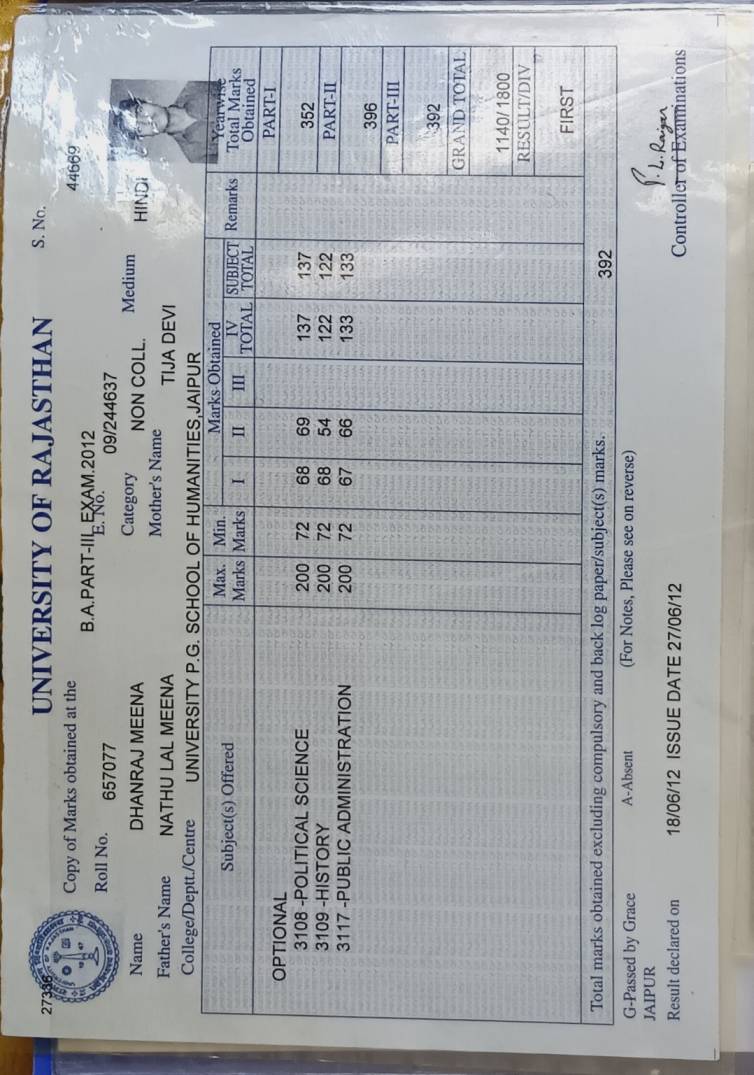 27336
UNIVERSITY OF RAJASTHAN
S. No. 44669
Copy of Marks obtained at the B.A.PART-III EXAM.2012
Roll No. 657077 E. No. 09/244637
Name DHANRAJ MEENA Category NON COLL. Medium HINDI
Father's Name NATHU LAL MEENA Mother's Name TIJA DEVI
College/Deptt./Centre UNIVERSITY P.G. SCHOOL OF HUMANITIES,JAIPUR
Subject(s) Offered Max. Marks Min. Marks Marks Obtained I II III IV TOTAL SUBJECT TOTAL Remarks Yearwise Total Marks Obtained
OPTIONAL PART-I
3108 -POLITICAL SCIENCE 200 72 68 69 137 137 352
3109 -HISTORY 200 72 68 54 122 122 PART-II
3117 -PUBLIC ADMINISTRATION 200 72 67 66 133 133
396
PART-III
392
GRAND TOTAL
1140/1800
RESULT/DIV
FIRST
Total marks obtained excluding compulsory and back log paper/subject(s) marks. 392
G-Passed by Grace A-Absent (For Notes, Please see on reverse)
JAIPUR
Result declared on 18/06/12 ISSUE DATE 27/06/12
Controller of Examinations